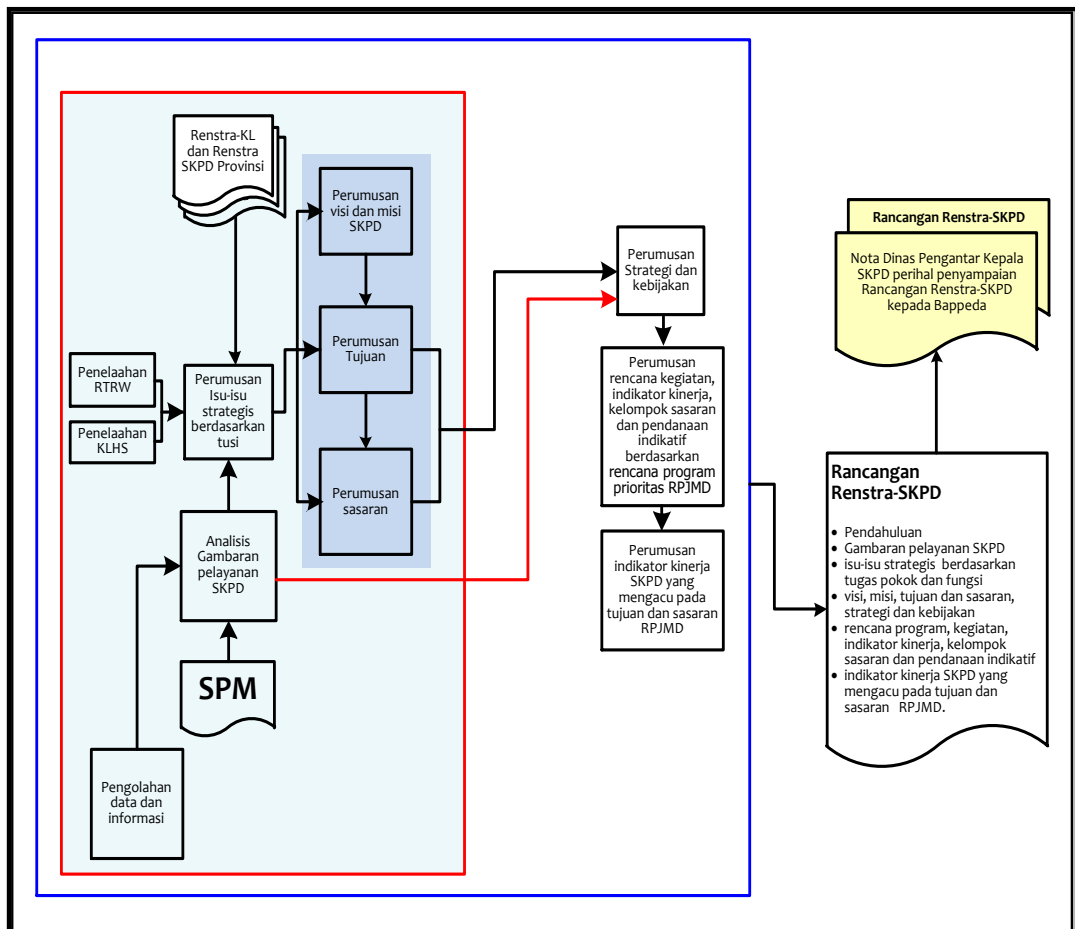 Renstra-KL
dan Renstra
SKPD Provinsi
Perumusan
visi dan misi
SKPD
Perumusan
Tujuan
Perumusan
sasaran
Penelaahan
RTRW
Penelaahan
KLHS
Perumusan
Isu-isu
strategis
berdasarkan
tusi
Analisis
Gambaran
pelayanan
SKPD
SPM
Pengolahan
data dan
informasi
Perumusan
Strategi dan
kebijakan
Perumusan
rencana kegiatan,
indikator kinerja,
kelompok sasaran
dan pendanaan
indikatif
berdasarkan
rencana program
prioritas RPJMD
Perumusan
indikator kinerja
SKPD yang
mengacu pada
tujuan dan sasaran
RPJMD
Rancangan Renstra-SKPD
Nota Dinas Pengantar Kepala
SKPD perihal penyampaian
Rancangan Renstra-SKPD
kepada Bappeda
Rancangan
Renstra-SKPD
• Pendahuluan
• Gambaran pelayanan SKPD
• isu-isu strategis berdasarkan
tugas pokok dan fungsi
• visi, misi, tujuan dan sasaran,
strategi dan kebijakan
• rencana program, kegiatan,
indikator kinerja, kelompok
sasaran dan pendanaan indikatif
• indikator kinerja SKPD yang
mengacu pada tujuan dan
sasaran RPJMD.